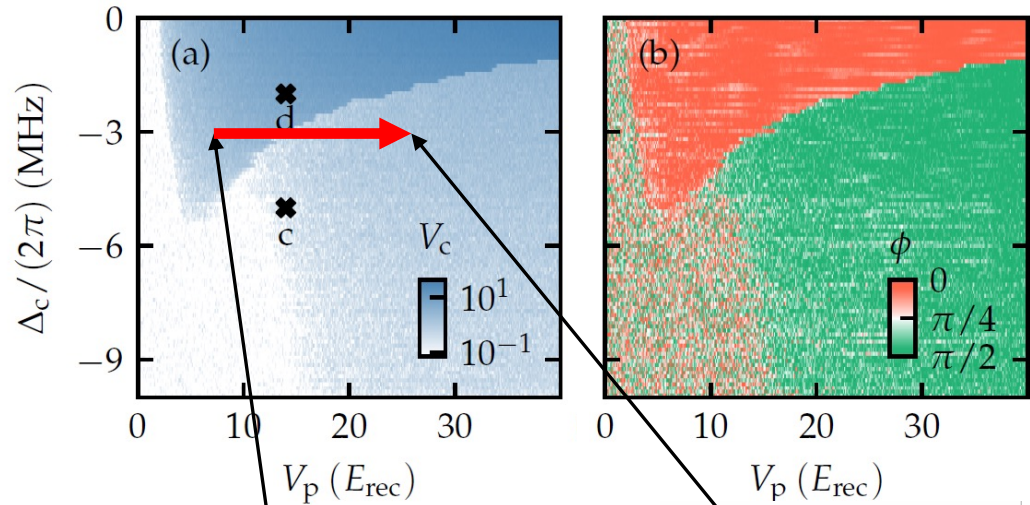 (a)
d
c
V_c
10^1
10^−1
0
−3
−6
−9
Δ_c/(2π) (MHz)
0 10 20 30
V_p (E_rec)
(b)
ϕ
0
π/4
π/2
0 10 20 30
V_p (E_rec)